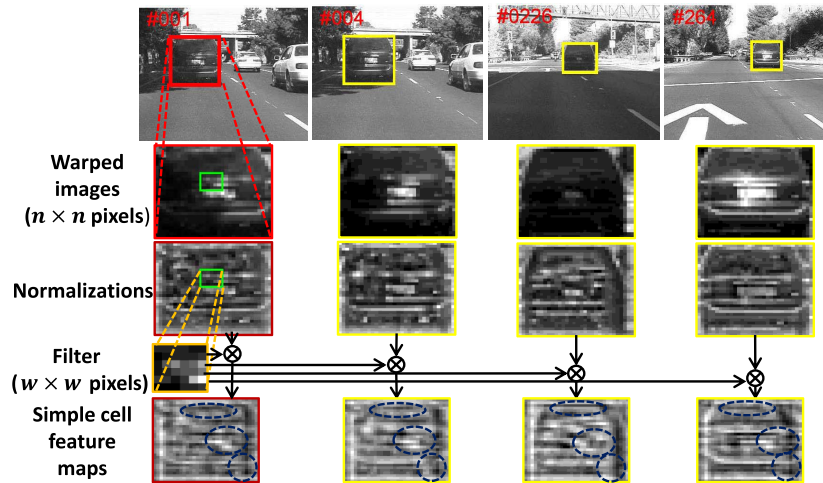 #001 #004 #0226 #264
Warped
images
(n × n pixels)
Normalizations
Filter
(w × w pixels)
Simple cell
feature
maps